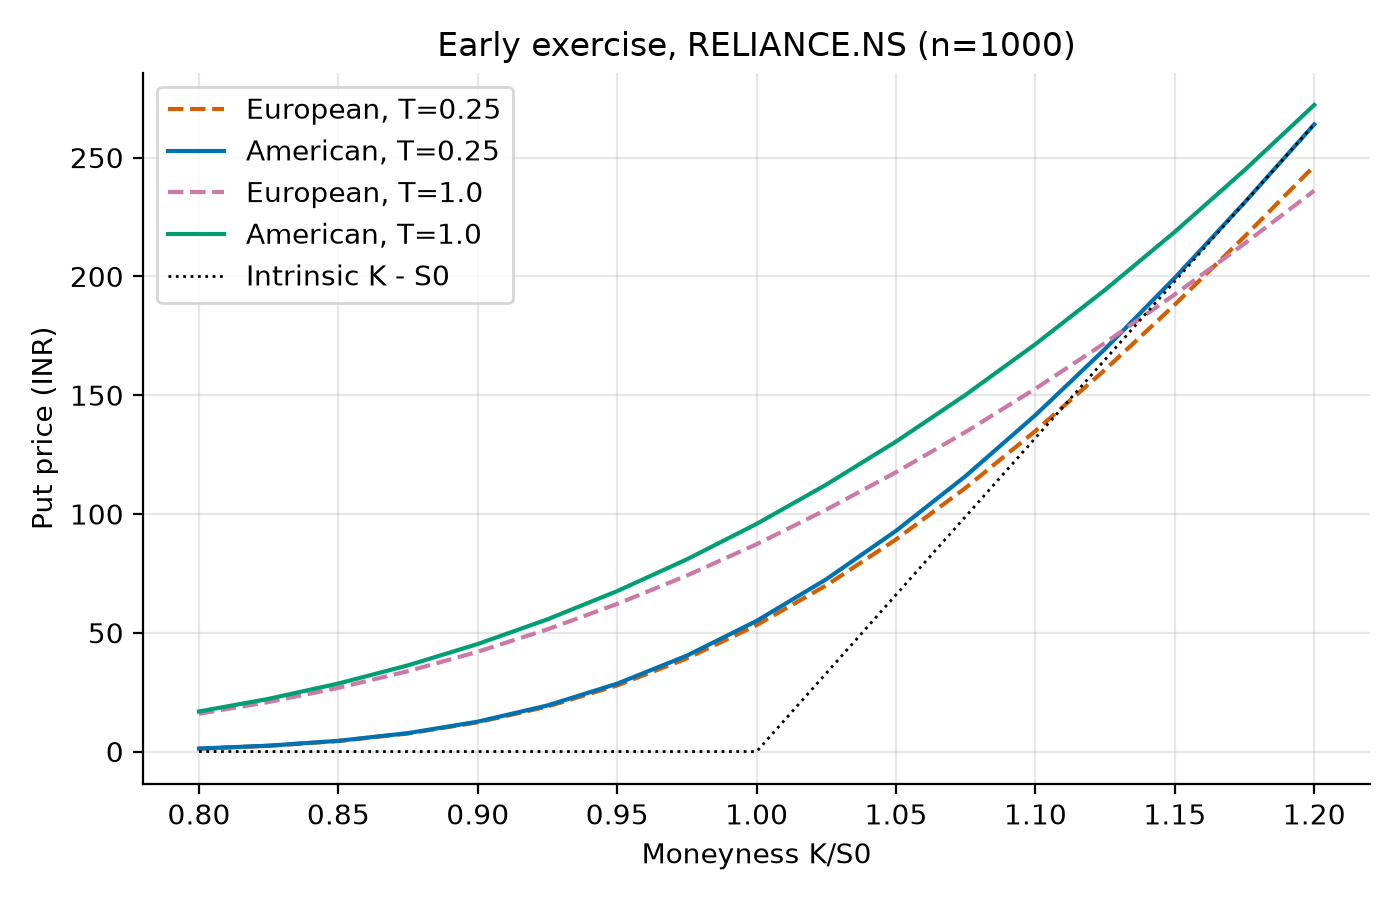 Early exercise, RELIANCE.NS (n=1000)
European, T=0.25
American, T=0.25
European, T=1.0
American, T=1.0
Intrinsic K - S0
Put price (INR)
250
200
150
100
50
0
0.80 0.85 0.90 0.95 1.00 1.05 1.10 1.15 1.20
Moneyness K/S0